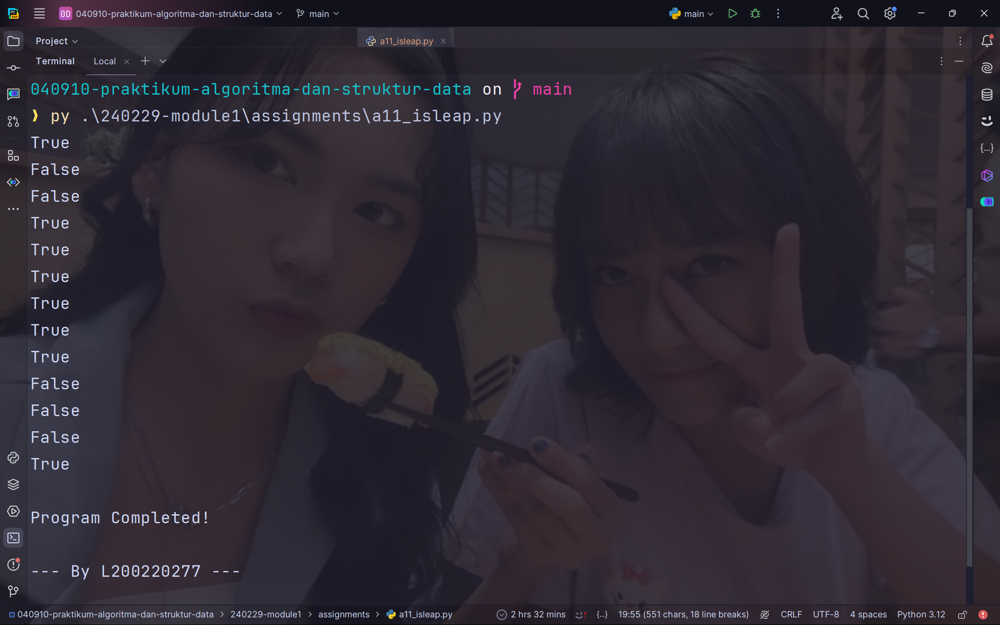 PC
EAP
0D 040910-praktikum-algoritma-dan-struktur-data main main
Project a11_isleap.py
Terminal Local
040910-praktikum-algoritma-dan-struktur-data on main
❱ py .\240229-module1\assignments\a11_isleap.py
True
False
False
True
True
True
True
True
True
False
False
False
True
Program Completed!
--- By L200220277 ---
040910-praktikum-algoritma-dan-struktur-data > 240229-module1 > assignments > a11_isleap.py 2 hrs 32 mins {...} 19:55 (551 chars, 18 line breaks) CRLF UTF-8 4 spaces Python 3.12